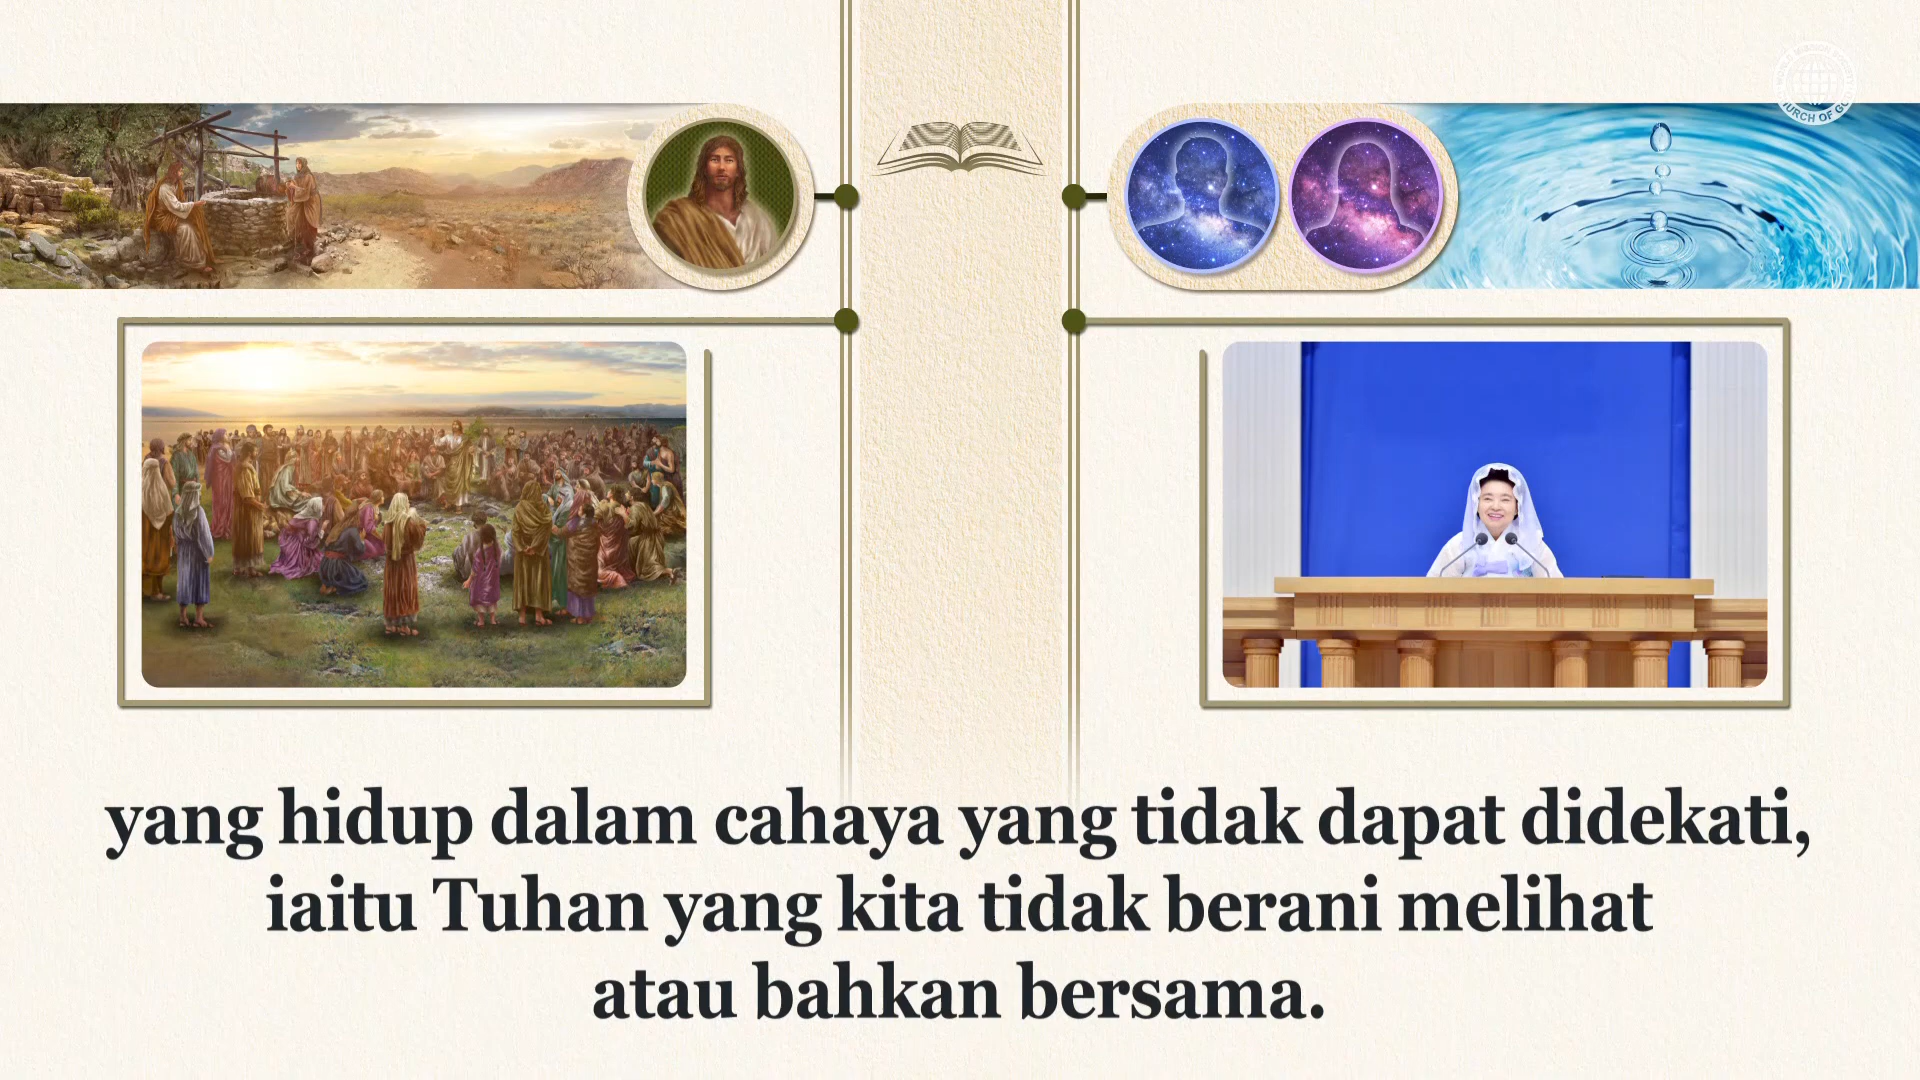 yang hidup dalam cahaya yang tidak dapat didekati,
iaitu Tuhan yang kita tidak berani melihat
atau bahkan bersama.